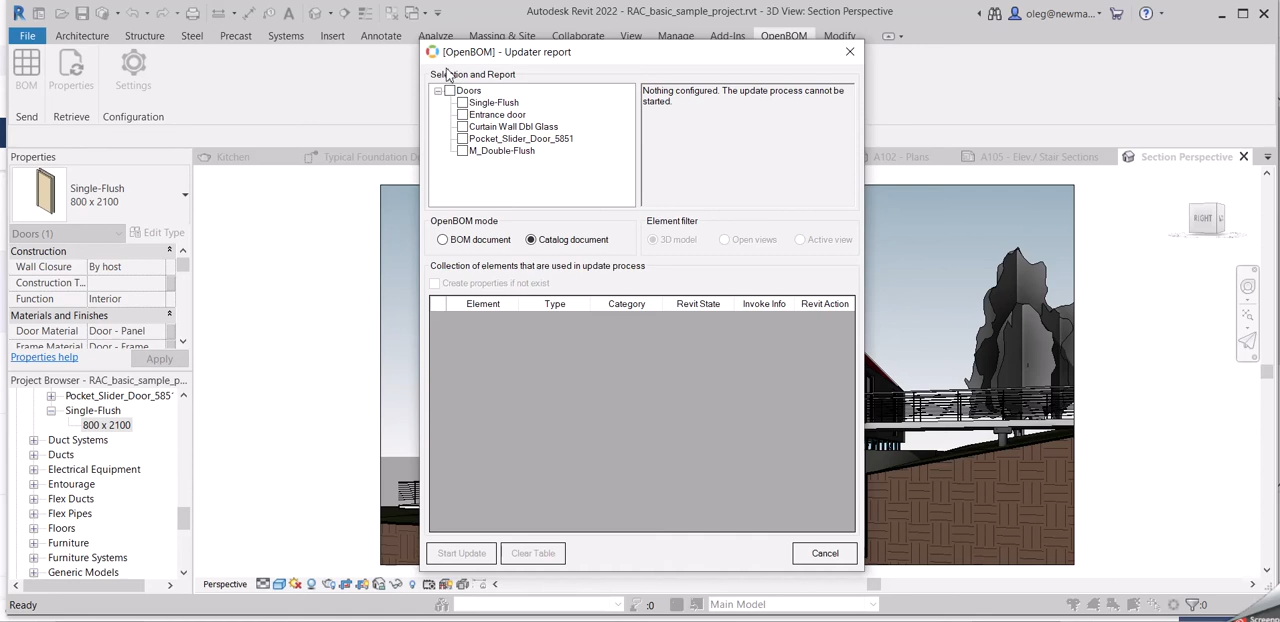 Autodesk Revit 2022 - RAC_basic_sample_project.rvt - 3D View: Section Perspective
oleg@newma...
File Architecture Structure Steel Precast Systems Insert Annotate Analyze Massing & Site Collaborate View Manage Add-Ins OpenBOM Modify
BOM Properties Settings
Send Retrieve Configuration
[OpenBOM] - Updater report
Selection and Report
Doors
Single-Flush
Entrance door
Curtain Wall Dbl Glass
Pocket_Slider_Door_5851
M_Double-Flush
Nothing configured. The update process cannot be
started.
OpenBOM mode
BOM document Catalog document
Element filter
3D model Open views Active view
Collection of elements that are used in update process
Create properties if not exist
Element Type Category Revit State Invoke Info Revit Action
Start Update Clear Table Cancel
Properties
Single-Flush
800 x 2100
Doors (1) Edit Type
Construction
Wall Closure By host
Construction T...
Function Interior
Materials and Finishes
Door Material Door - Panel
Frame Material Door - Frame
Properties help Apply
Project Browser - RAC_basic_sample_p...
Pocket_Slider_Door_585
Single-Flush
800 x 2100
Duct Systems
Ducts
Electrical Equipment
Entourage
Flex Ducts
Flex Pipes
Floors
Furniture
Furniture Systems
Generic Models
Kitchen Typical Foundation A102 - Plans A105 - Elev./ Stair Sections Section Perspective
RIGHT
Perspective
Ready :0 Main Model :0